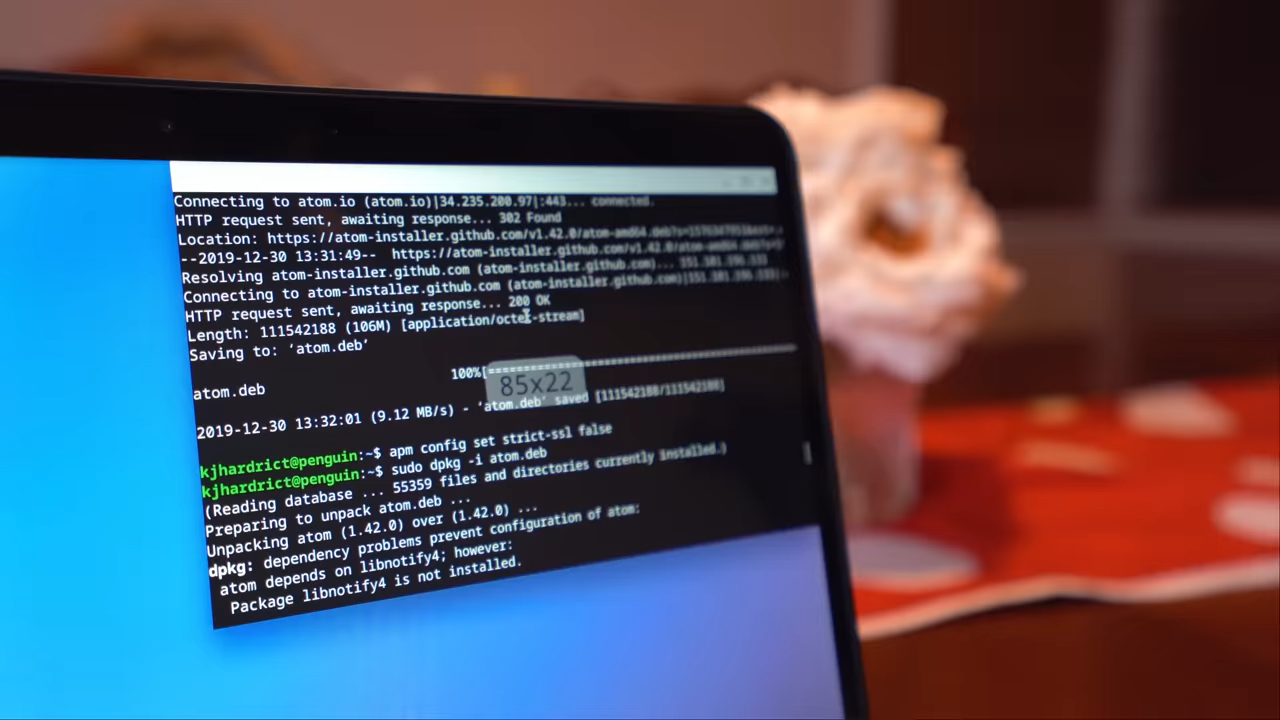 Connecting to atom.io (atom.io)|34.235.200.97|:443... connected.
HTTP request sent, awaiting response... 302 Found
Location: https://atom-installer.github.com/v1.42.0/atom-amd64.deb?s=
--2019-12-30 13:31:49-- https://atom-installer.github.com/v1.42.0/atom-amd64.deb?s=
Resolving atom-installer.github.com (atom-installer.github.com)...
Connecting to atom-installer.github.com (atom-installer.github.com)
HTTP request sent, awaiting response... 200 OK
Length: 111542188 (106M) [application/octet-stream]
Saving to: ‘atom.deb’
atom.deb 100%[==================================================
85x22
2019-12-30 13:32:01 (9.12 MB/s) - ‘atom.deb’ saved [111542188/111542188]
kjhardrict@penguin:~$ apm config set strict-ssl false
kjhardrict@penguin:~$ sudo dpkg -i atom.deb
(Reading database ... 55359 files and directories currently installed.)
Preparing to unpack atom.deb ...
Unpacking atom (1.42.0) over (1.42.0) ...
dpkg: dependency problems prevent configuration of atom:
atom depends on libnotify4; however:
Package libnotify4 is not installed.